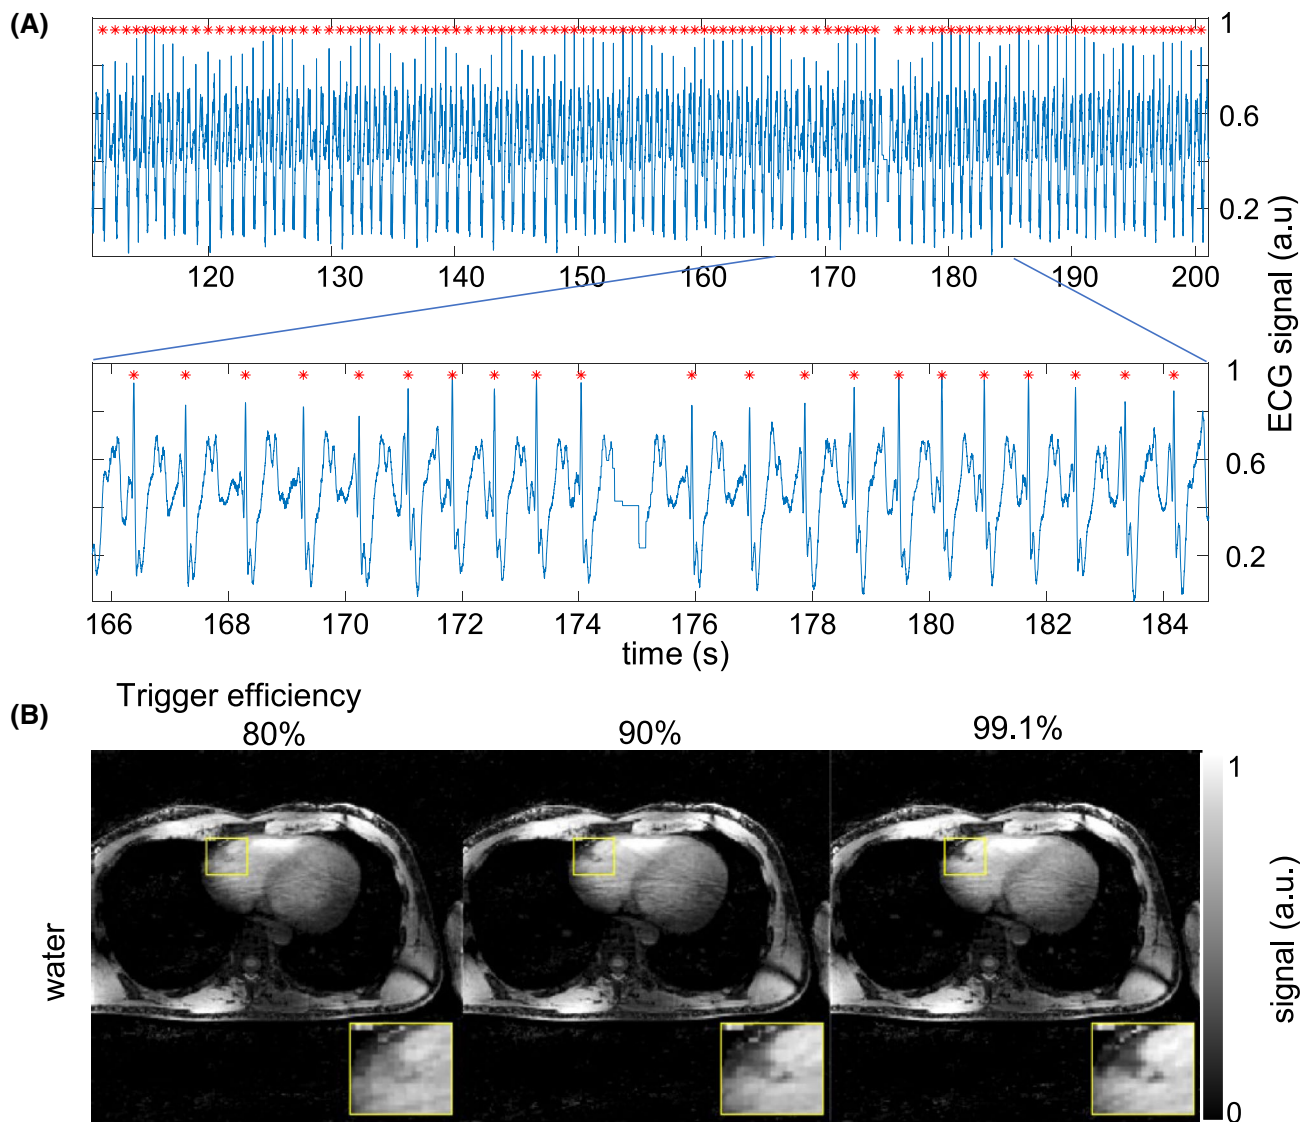 (A)
1
0.6
0.2
120 130 140 150 160 170 180 190 200
1
0.6
0.2
ECG signal (a.u)
166 168 170 172 174 176 178 180 182 184
time (s)
(B)
Trigger efficiency
80% 90% 99.1%
water
1
0
signal (a.u.)